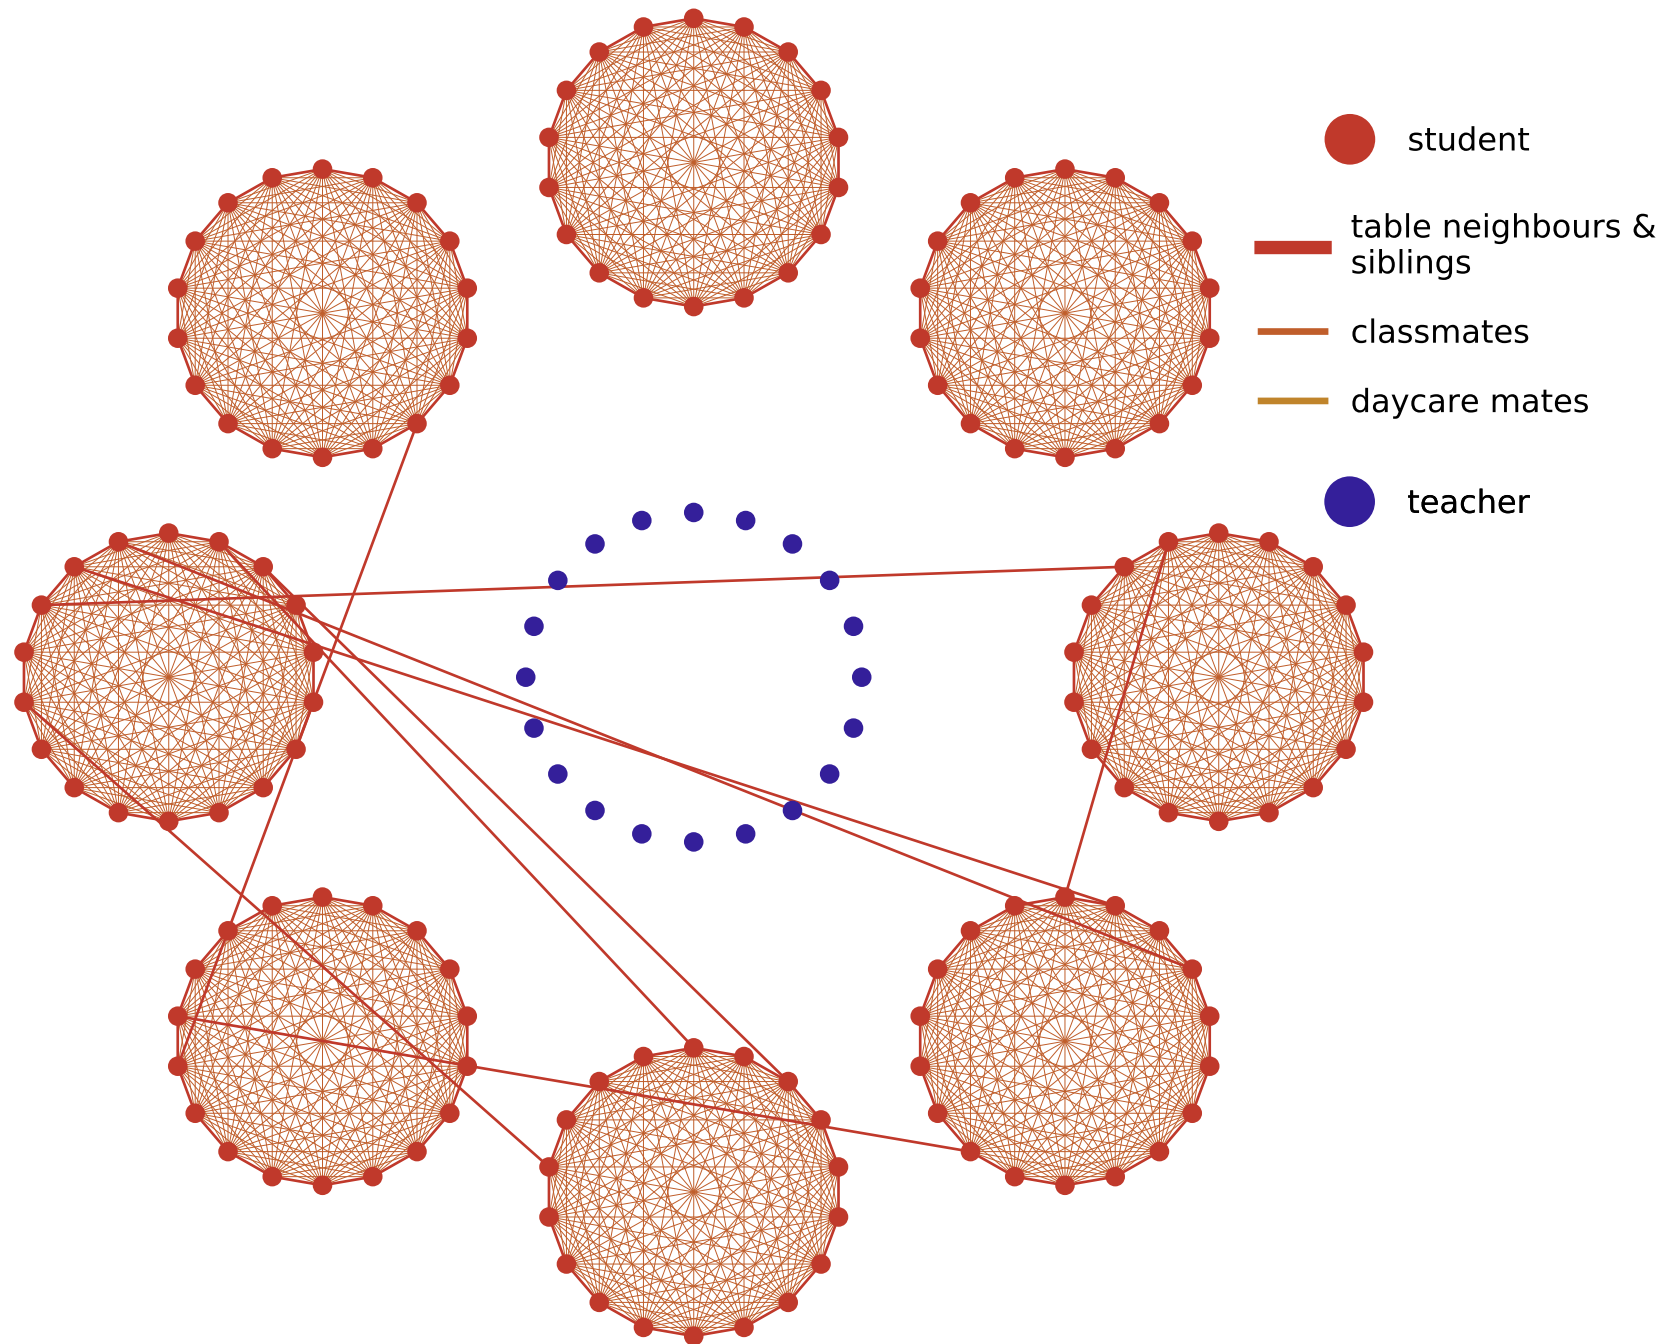 student
table neighbours &
siblings
classmates
daycare mates
teacher